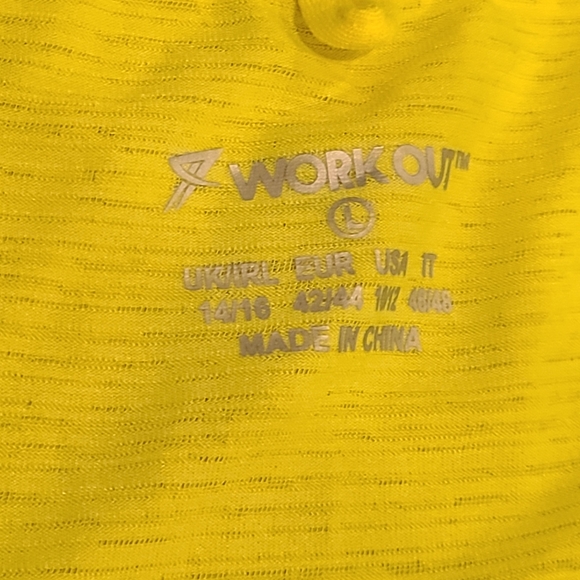 WORKOUT™
L
UK/IRL EUR USA IT
14/16 42/44 10/12 46/48
MADE IN CHINA